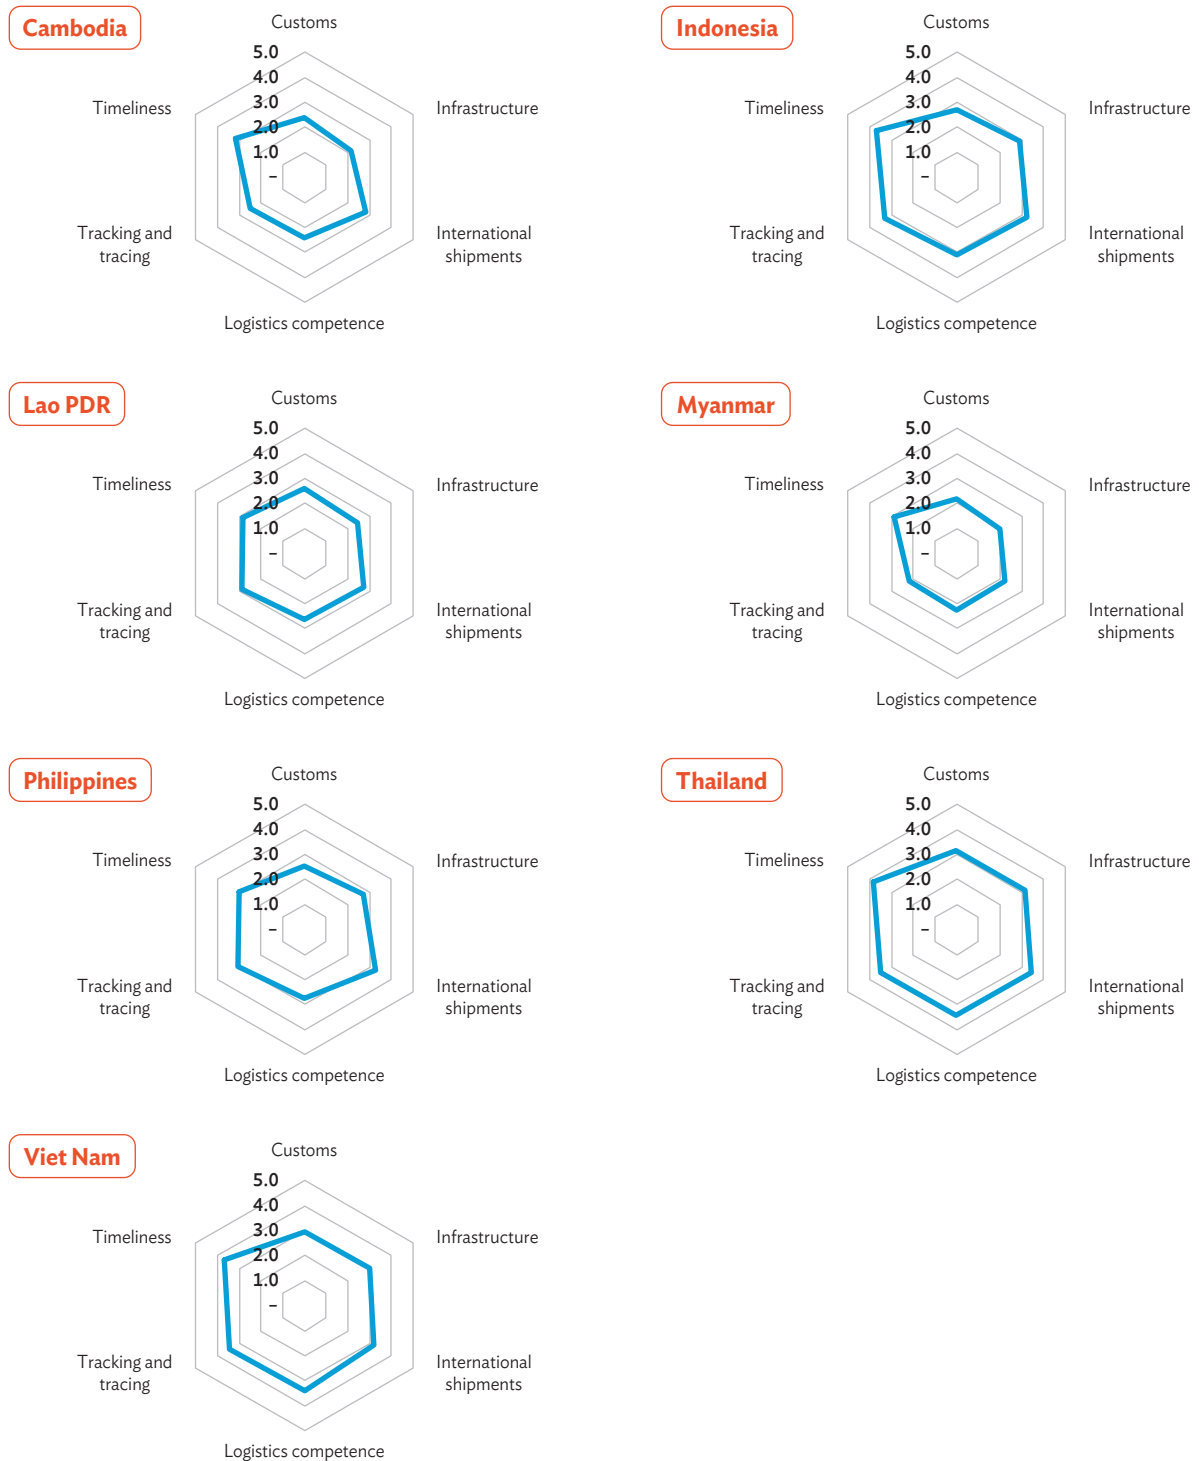 Cambodia
Customs
5.0
4.0
3.0
2.0
1.0
–
Timeliness
Infrastructure
Tracking and
tracing
International
shipments
Logistics competence
Indonesia
Customs
5.0
4.0
3.0
2.0
1.0
–
Timeliness
Infrastructure
Tracking and
tracing
International
shipments
Logistics competence
Lao PDR
Customs
5.0
4.0
3.0
2.0
1.0
–
Timeliness
Infrastructure
Tracking and
tracing
International
shipments
Logistics competence
Myanmar
Customs
5.0
4.0
3.0
2.0
1.0
–
Timeliness
Infrastructure
Tracking and
tracing
International
shipments
Logistics competence
Philippines
Customs
5.0
4.0
3.0
2.0
1.0
–
Timeliness
Infrastructure
Tracking and
tracing
International
shipments
Logistics competence
Thailand
Customs
5.0
4.0
3.0
2.0
1.0
–
Timeliness
Infrastructure
Tracking and
tracing
International
shipments
Logistics competence
Viet Nam
Customs
5.0
4.0
3.0
2.0
1.0
–
Timeliness
Infrastructure
Tracking and
tracing
International
shipments
Logistics competence